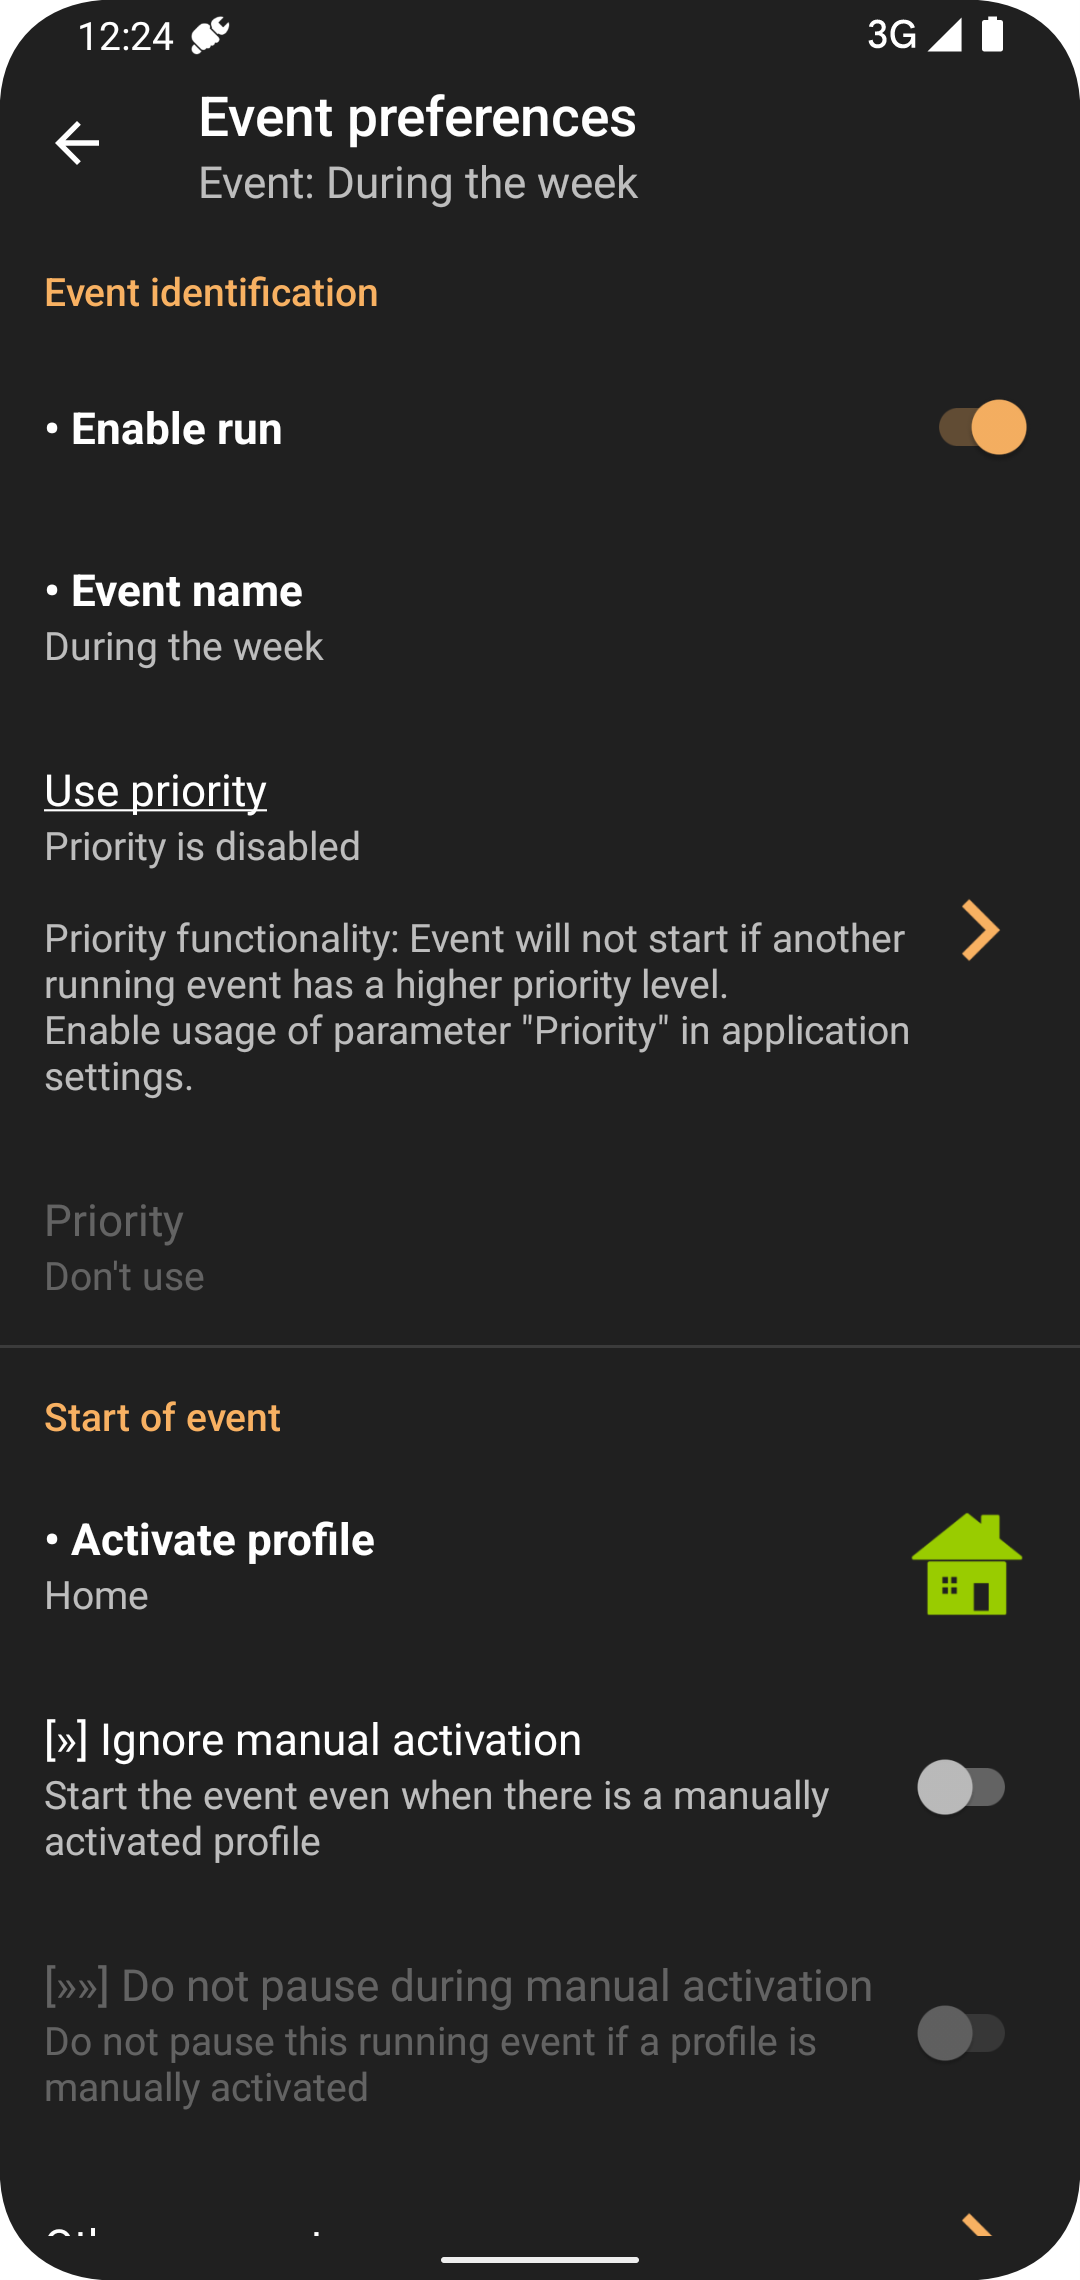 12:24
3G
Event preferences
Event: During the week
Event identification
• Enable run
• Event name
During the week
Use priority
Priority is disabled
Priority functionality: Event will not start if another
running event has a higher priority level.
Enable usage of parameter "Priority" in application
settings.
Priority
Don't use
Start of event
• Activate profile
Home
[»] Ignore manual activation
Start the event even when there is a manually
activated profile
[»»] Do not pause during manual activation
Do not pause this running event if a profile is
manually activated